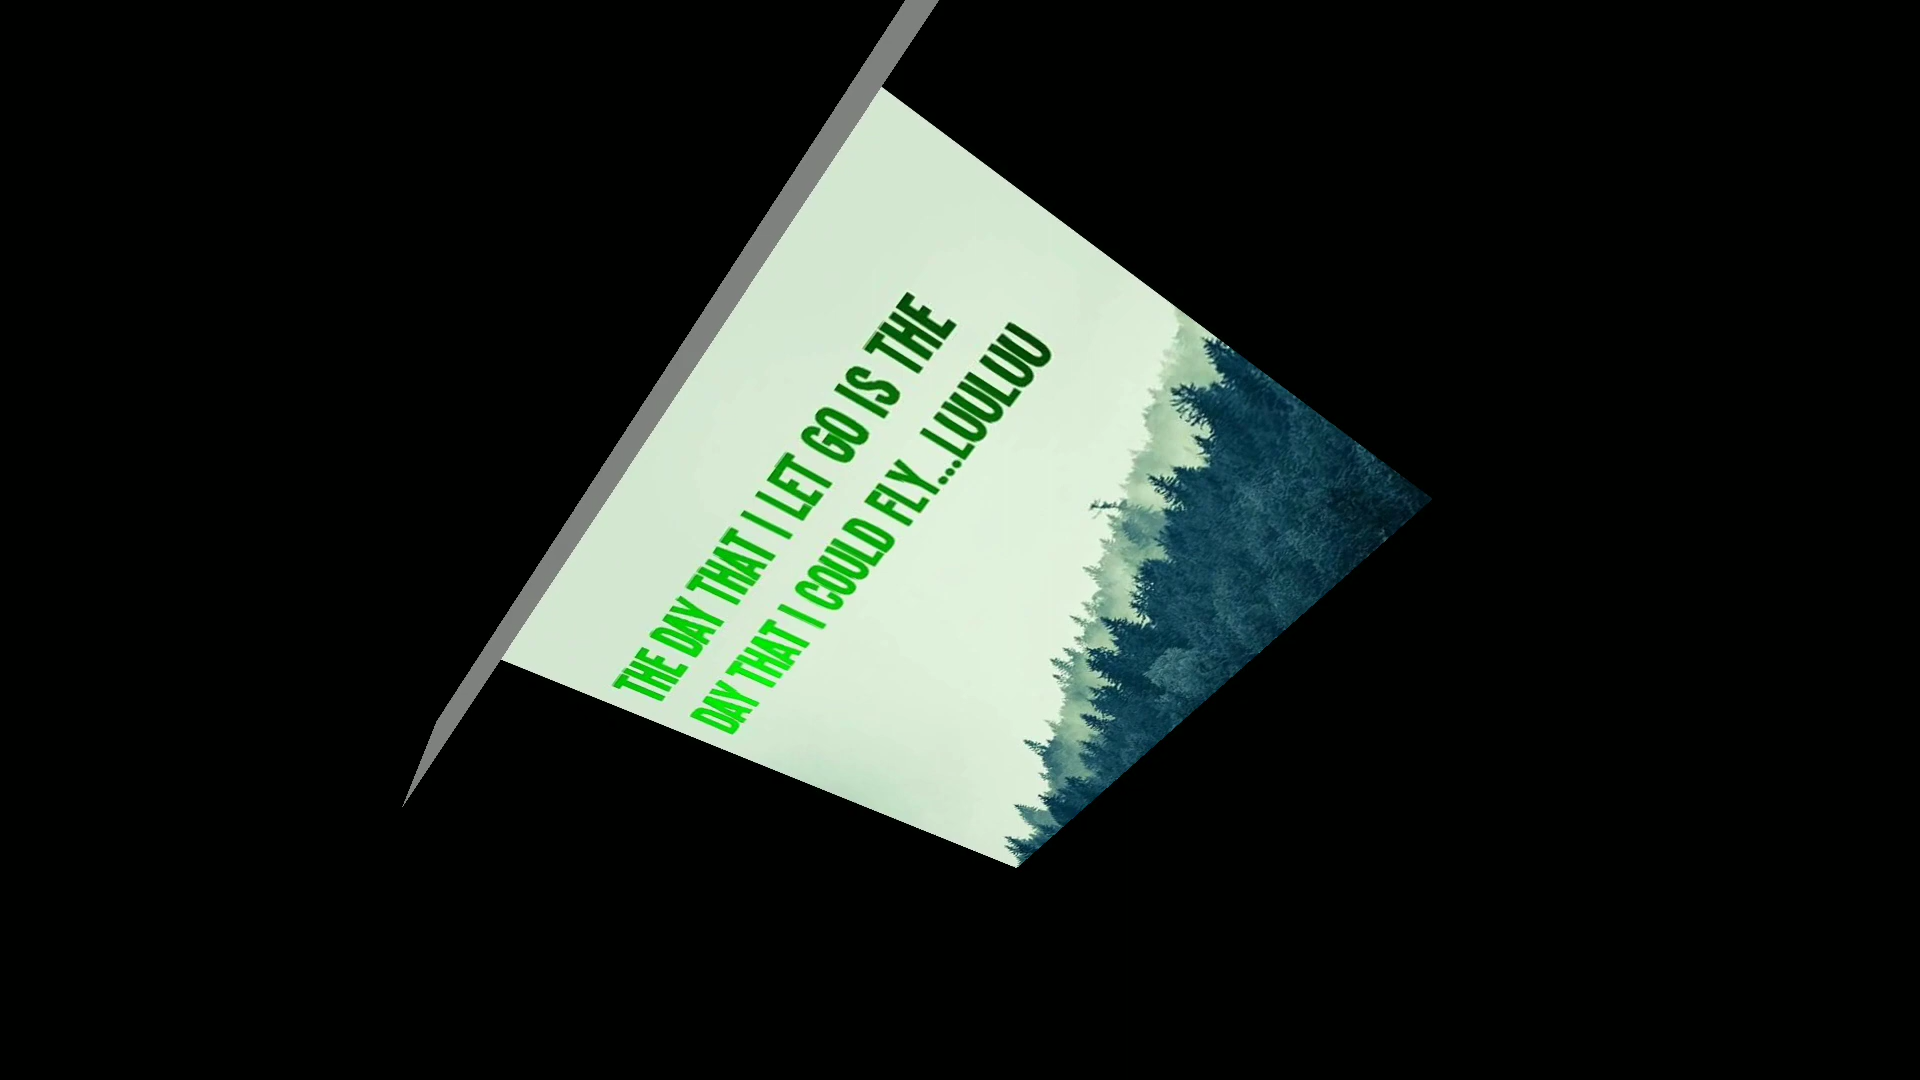 THE DAY THAT I LET GO IS THE
DAY THAT I COULD FLY...LUULUU